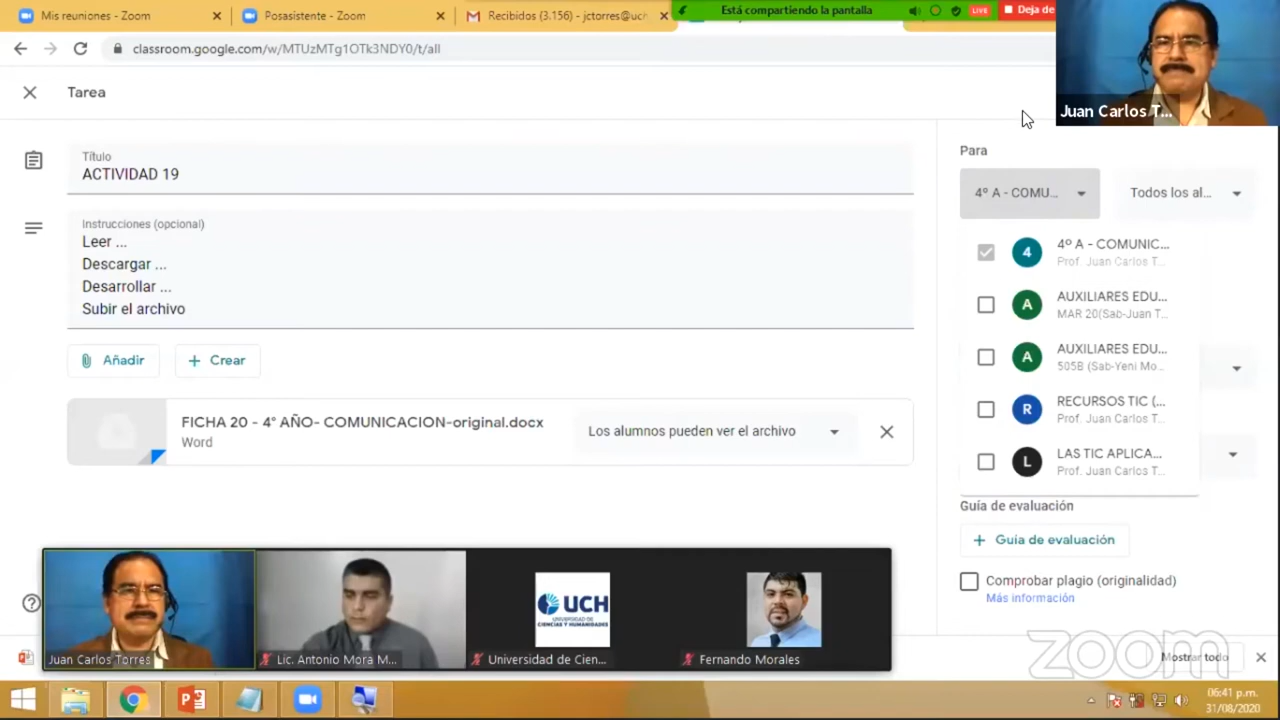 Mis reuniones - Zoom
Posasistente - Zoom
Recibidos (3.156) - jctorres@uch
Está compartiendo la pantalla
LIVE
Deja de
classroom.google.com/w/MTUzMTg1OTk3NDY0/t/all
Tarea
Juan Carlos T...
Título
ACTIVIDAD 19
Instrucciones (opcional)
Leer ...
Descargar ...
Desarrollar ...
Subir el archivo
Añadir
+ Crear
FICHA 20 - 4° AÑO- COMUNICACION-original.docx
Word
Los alumnos pueden ver el archivo
Para
4º A - COMU...
Todos los al...
4
4º A - COMUNIC...
Prof. Juan Carlos T...
A
AUXILIARES EDU...
MAR 20(Sab-Juan T...
A
AUXILIARES EDU...
505B (Sab-Yeni Mo...
R
RECURSOS TIC (...
Prof. Juan Carlos T...
L
LAS TIC APLICA...
Prof. Juan Carlos T...
Guía de evaluación
+ Guía de evaluación
Comprobar plagio (originalidad)
Más información
UCH
UNIVERSIDAD DE
CIENCIAS Y HUMANIDADES
Juan Carlos Torres
Lic. Antonio Mora M...
Universidad de Cien...
Fernando Morales
zoom
Mostrar todo
06:41 p.m.
31/08/2020